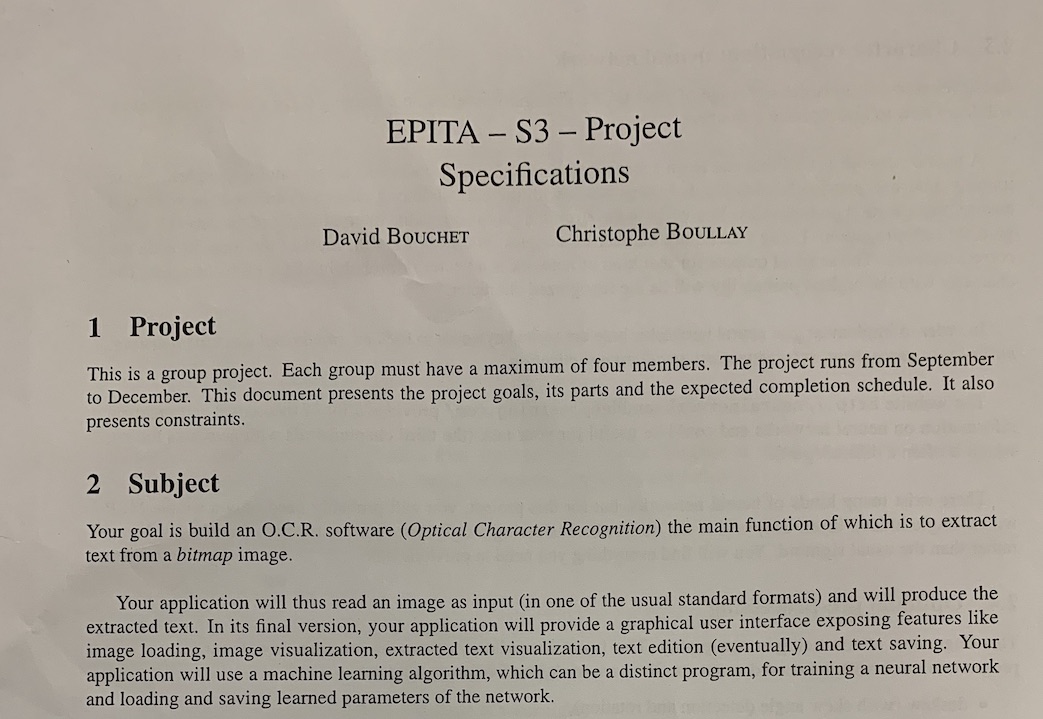 EPITA – S3 – Project
Specifications
David BOUCHET Christophe BOULLAY
1 Project
This is a group project. Each group must have a maximum of four members. The project runs from September
to December. This document presents the project goals, its parts and the expected completion schedule. It also
presents constraints.
2 Subject
Your goal is build an O.C.R. software (Optical Character Recognition) the main function of which is to extract
text from a bitmap image.
Your application will thus read an image as input (in one of the usual standard formats) and will produce the
extracted text. In its final version, your application will provide a graphical user interface exposing features like
image loading, image visualization, extracted text visualization, text edition (eventually) and text saving. Your
application will use a machine learning algorithm, which can be a distinct program, for training a neural network
and loading and saving learned parameters of the network.